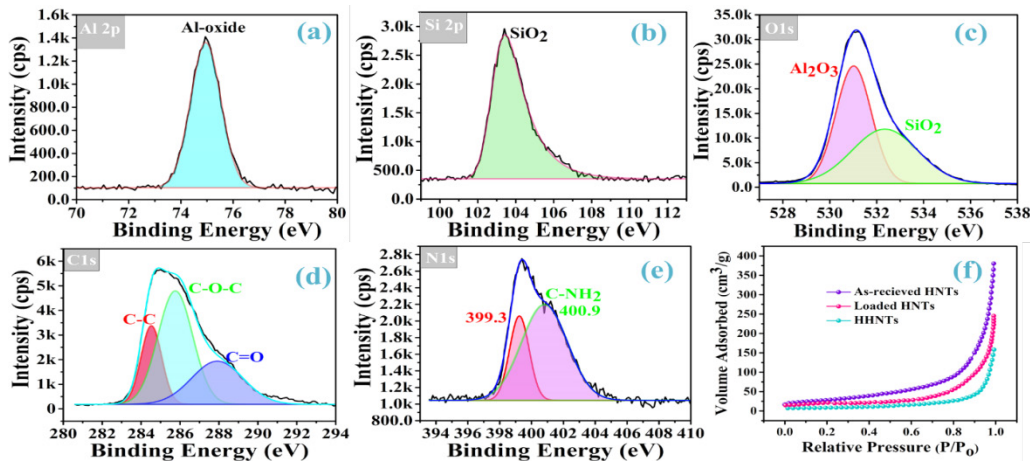 Al 2p
Al-oxide
(a)
Intensity (cps)
1.4k
1.2k
1.0k
800.0
600.0
400.0
200.0
0.0
70 72 74 76 78 80
Binding Energy (eV)
Si 2p
SiO2
(b)
Intensity (cps)
3.0k
2.5k
2.0k
1.5k
1.0k
500.0
0.0
100 102 104 106 108 110 112
Binding Energy (eV)
O1s
(c)
Al2O3
SiO2
Intensity (cps)
35.0k
30.0k
25.0k
20.0k
15.0k
10.0k
5.0k
0.0
528 530 532 534 536 538
Binding Energy (eV)
C1s
(d)
C-O-C
C-C
C=O
Intensity (cps)
6k
5k
4k
3k
2k
1k
0
280 282 284 286 288 290 292 294
Binding Energy (eV)
N1s
(e)
C-NH2
400.9
399.3
Intensity (cps)
2.8k
2.6k
2.4k
2.2k
2.0k
1.8k
1.6k
1.4k
1.2k
1.0k
800.0
394 396 398 400 402 404 406 408 410
Binding Energy (eV)
(f)
As-recieved HNTs
Loaded HNTs
HHNTs
Volume Adsorbed (cm3/g)
400
350
300
250
200
150
100
50
0
0.0 0.2 0.4 0.6 0.8 1.0
Relative Pressure (P/Po)